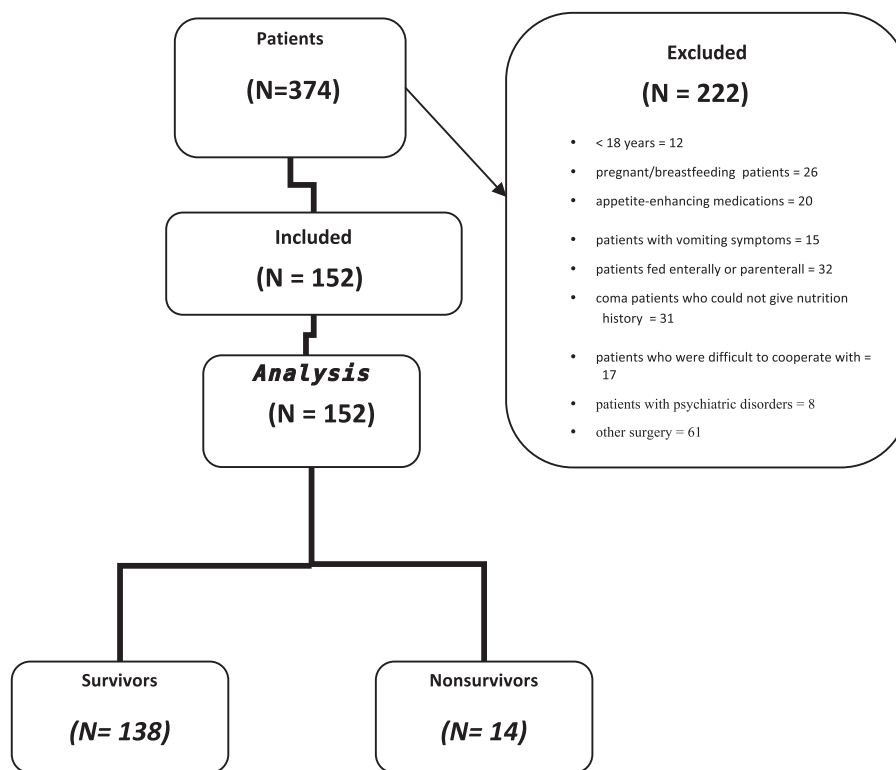 Patients
(N=374)
Excluded
(N = 222)
• < 18 years = 12
• pregnant/breastfeeding patients = 26
• appetite-enhancing medications = 20
• patients with vomiting symptoms = 15
• patients fed enterally or parenterall = 32
• coma patients who could not give nutrition
history = 31
• patients who were difficult to cooperate with =
17
• patients with psychiatric disorders = 8
• other surgery = 61
Included
(N = 152)
Analysis
(N = 152)
Survivors
(N= 138)
Nonsurvivors
(N= 14)